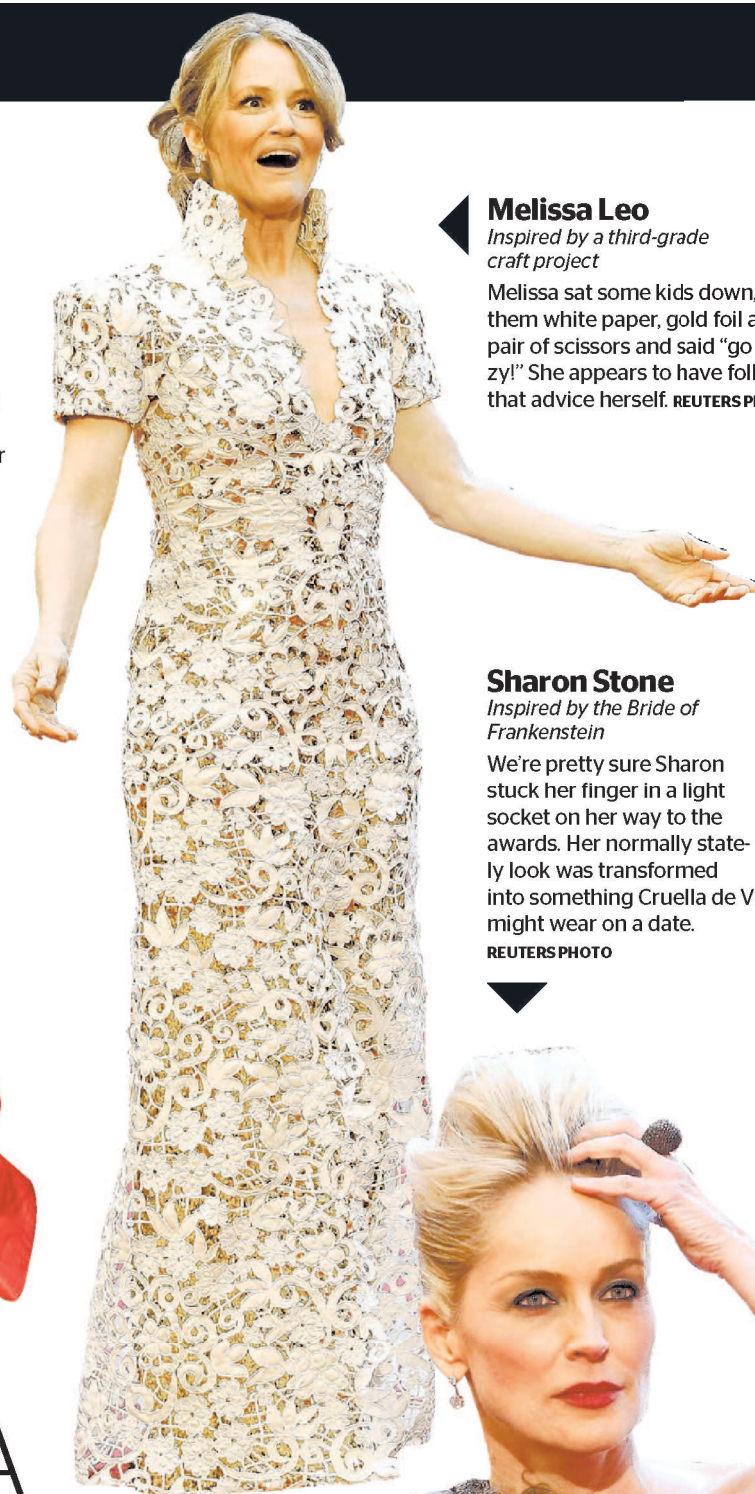 Melissa Leo
Inspired by a third-grade
craft project
Melissa sat some kids down,
them white paper, gold foil a
pair of scissors and said “go
zy!” She appears to have foll
that advice herself. REUTERS P
r
Sharon Stone
Inspired by the Bride of
Frankenstein
We’re pretty sure Sharon
stuck her finger in a light
socket on her way to the
awards. Her normally state-
ly look was transformed
into something Cruella de V
might wear on a date.
REUTERS PHOTO
A